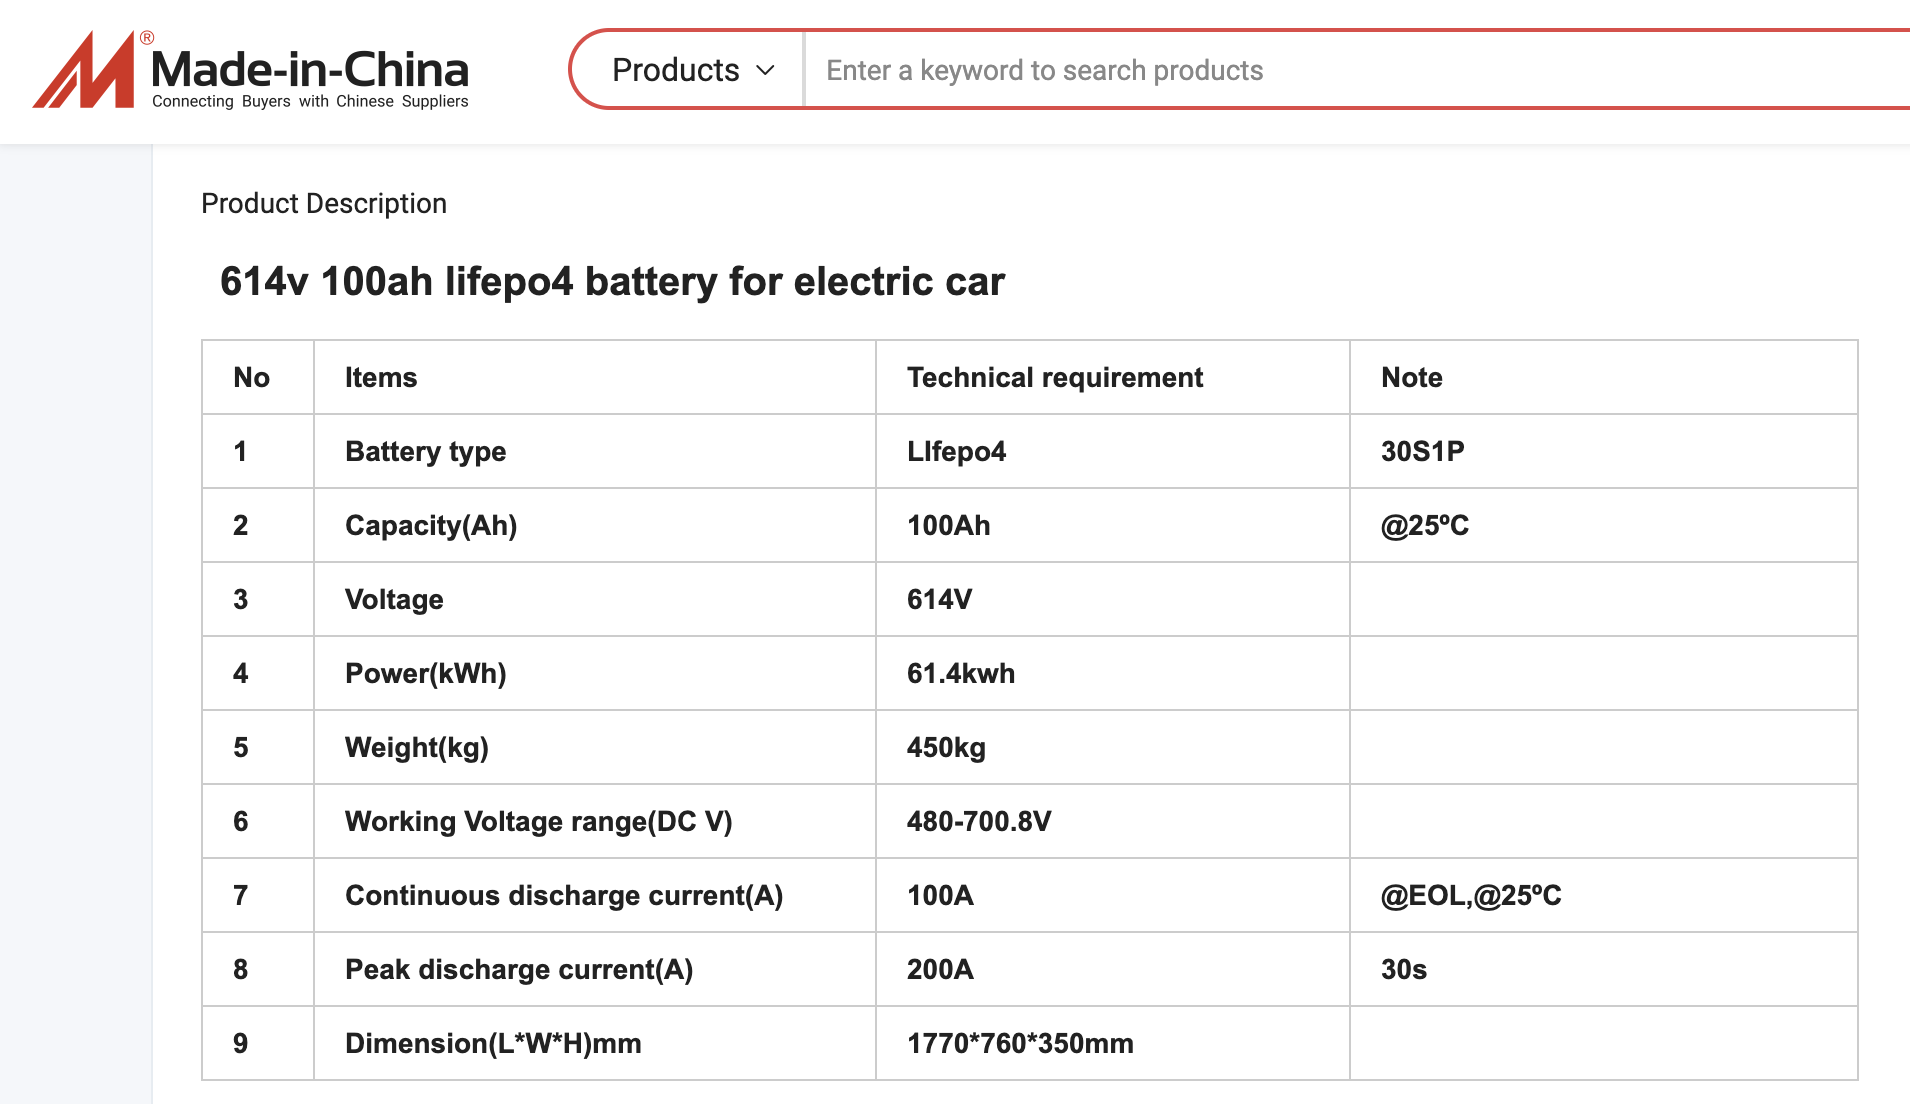 Made-in-China®
Connecting Buyers with Chinese Suppliers
Products
Enter a keyword to search products
Product Description
614v 100ah lifepo4 battery for electric car
No Items Technical requirement Note
1 Battery type LIfepo4 30S1P
2 Capacity(Ah) 100Ah @25ºC
3 Voltage 614V
4 Power(kWh) 61.4kwh
5 Weight(kg) 450kg
6 Working Voltage range(DC V) 480-700.8V
7 Continuous discharge current(A) 100A @EOL,@25ºC
8 Peak discharge current(A) 200A 30s
9 Dimension(L*W*H)mm 1770*760*350mm